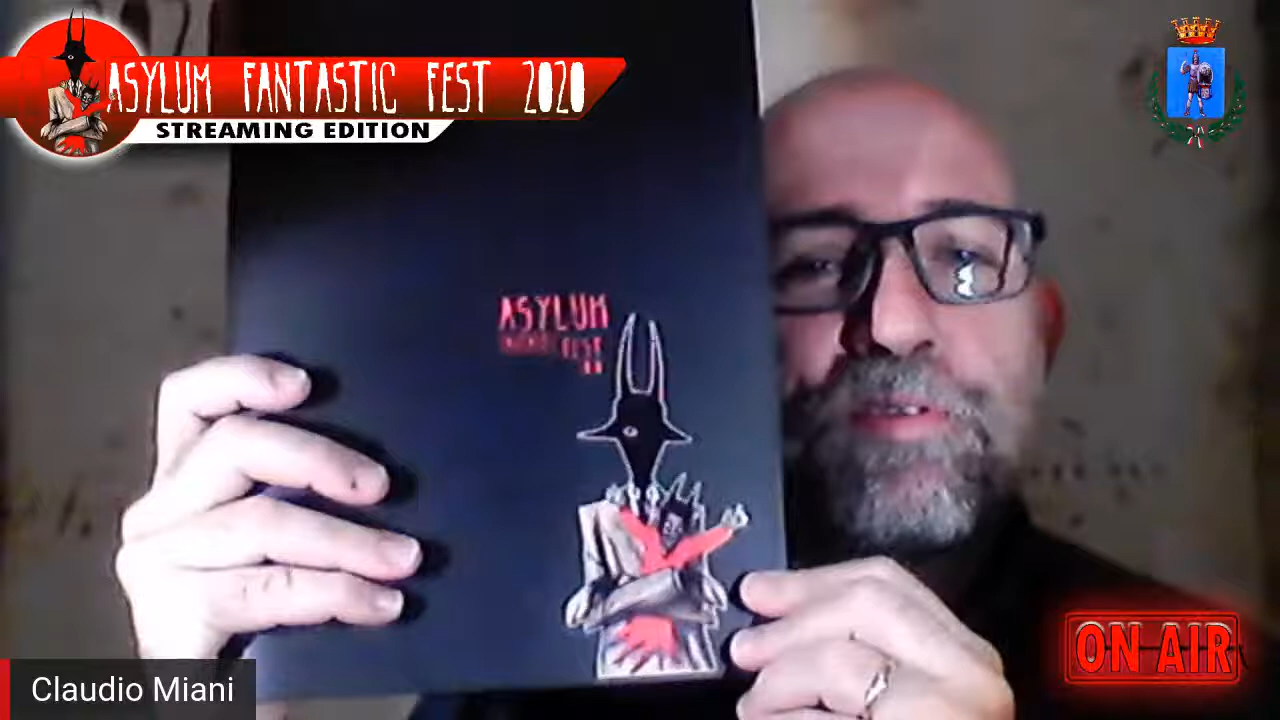 ASYLUM FANTASTIC FEST 2020
STREAMING EDITION
ASYLUM
FEST
Claudio Miani
ON AIR